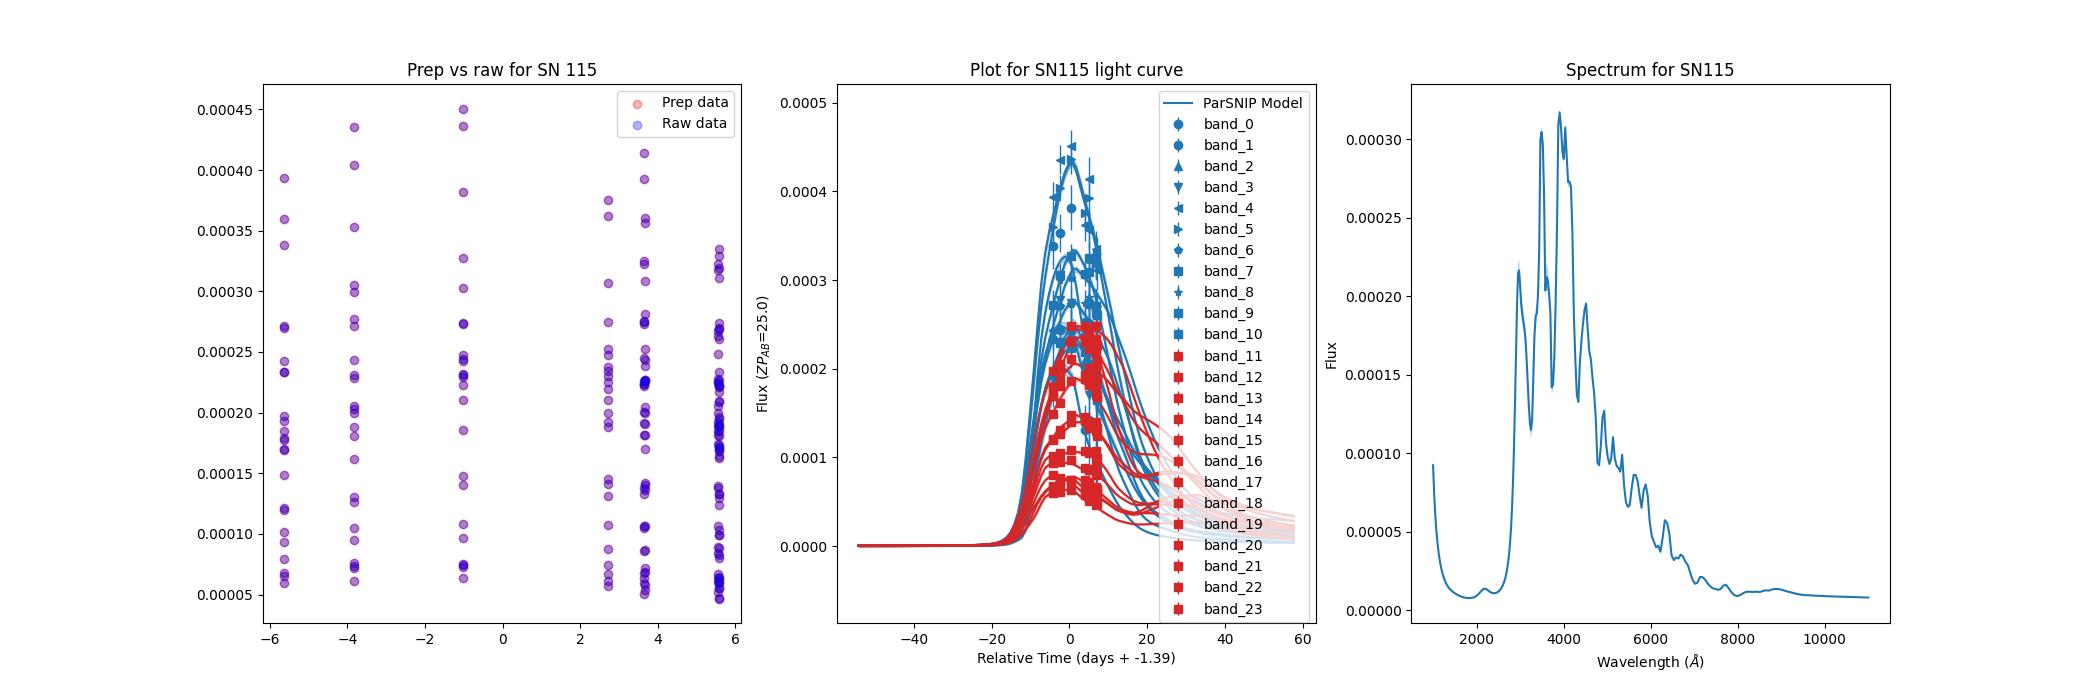 Prep vs raw for SN 115
Prep data
Raw data
0.00045
0.00040
0.00035
0.00030
0.00025
0.00020
0.00015
0.00010
0.00005
−6
−4
−2
0
2
4
6
Plot for SN115 light curve
Flux (ZP_AB=25.0)
0.0005
0.0004
0.0003
0.0002
0.0001
0.0000
ParSNIP Model
band_0
band_1
band_2
band_3
band_4
band_5
band_6
band_7
band_8
band_9
band_10
band_11
band_12
band_13
band_14
band_15
band_16
band_17
band_18
band_19
band_20
band_21
band_22
band_23
−40
−20
0
20
40
60
Relative Time (days + -1.39)
Spectrum for SN115
Flux
0.00030
0.00025
0.00020
0.00015
0.00010
0.00005
0.00000
2000
4000
6000
8000
10000
Wavelength (Å)